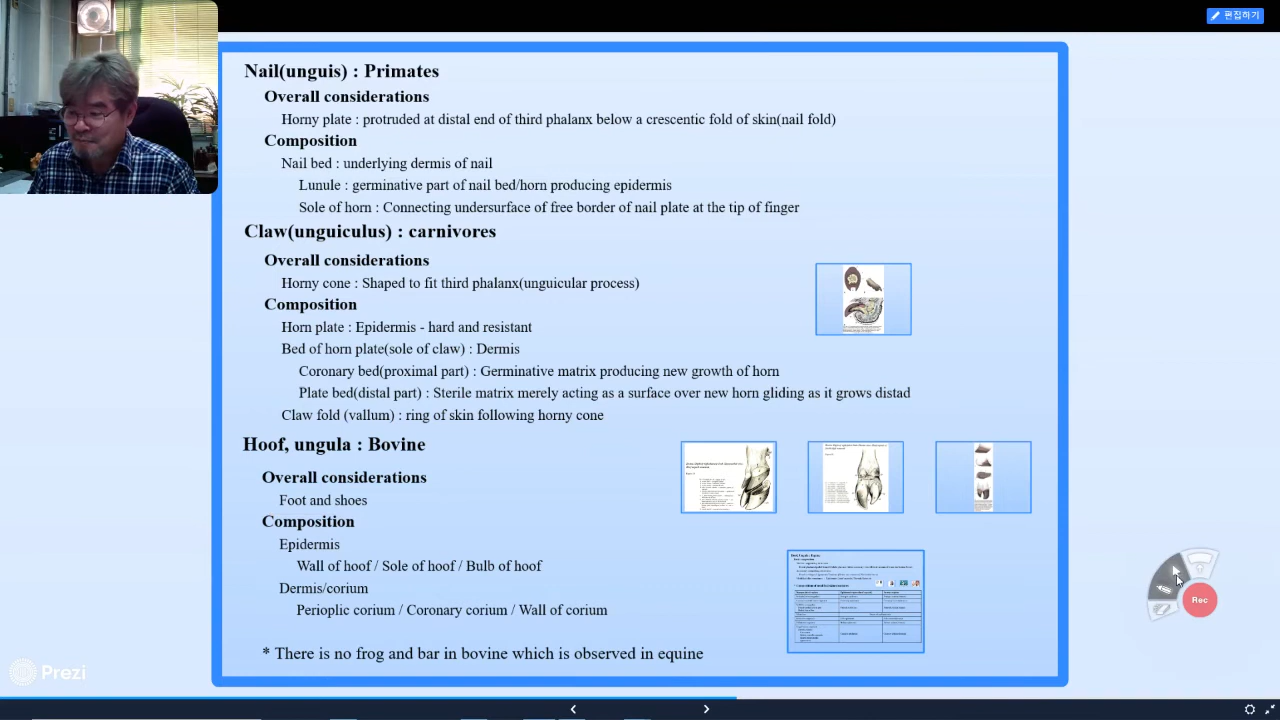 편집하기
Nail(unguis) : Primates
Overall considerations
Horny plate : protruded at distal end of third phalanx below a crescentic fold of skin(nail fold)
Composition
Nail bed : underlying dermis of nail
Lunule : germinative part of nail bed/horn producing epidermis
Sole of horn : Connecting undersurface of free border of nail plate at the tip of finger
Claw(unguiculus) : carnivores
Overall considerations
Horny cone : Shaped to fit third phalanx(unguicular process)
Composition
Horn plate : Epidermis - hard and resistant
Bed of horn plate(sole of claw) : Dermis
Coronary bed(proximal part) : Germinative matrix producing new growth of horn
Plate bed(distal part) : Sterile matrix merely acting as a surface over new horn gliding as it grows distad
Claw fold (vallum) : ring of skin following horny cone
Hoof, ungula : Bovine
Overall considerations
Foot and shoes
Composition
Epidermis
Wall of hoof / Sole of hoof / Bulb of hoof
Dermis/corium
Perioplic corium / Coronary corium / Wall of corium
* There is no frog and bar in bovine which is observed in equine
Rec
Prezi